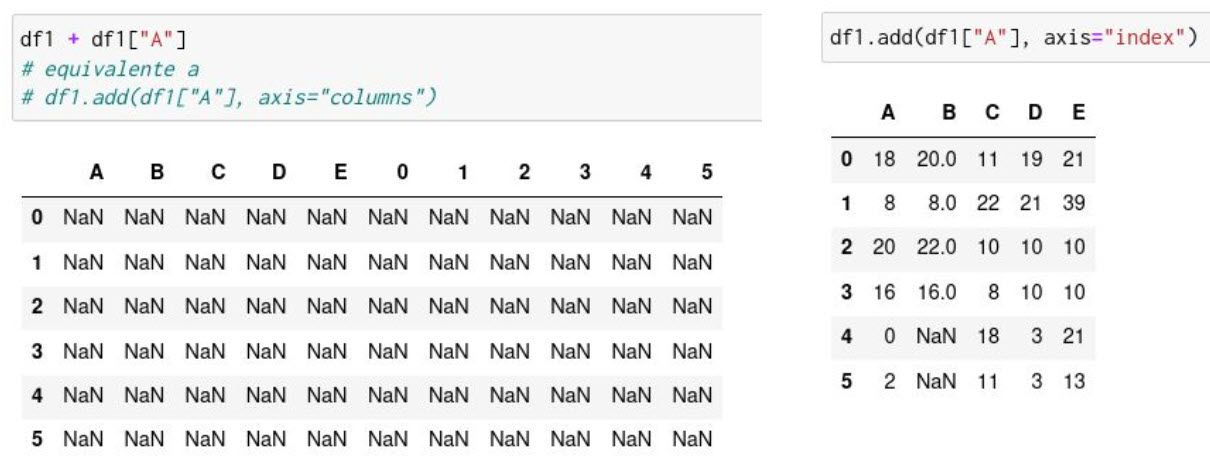 df1 + df1["A"]
# equivalente a
# df1.add(df1["A"], axis="columns")
A B C D E 0 1 2 3 4 5
0 NaN NaN NaN NaN NaN NaN NaN NaN NaN NaN NaN
1 NaN NaN NaN NaN NaN NaN NaN NaN NaN NaN NaN
2 NaN NaN NaN NaN NaN NaN NaN NaN NaN NaN NaN
3 NaN NaN NaN NaN NaN NaN NaN NaN NaN NaN NaN
4 NaN NaN NaN NaN NaN NaN NaN NaN NaN NaN NaN
5 NaN NaN NaN NaN NaN NaN NaN NaN NaN NaN NaN
df1.add(df1["A"], axis="index")
A B C D E
0 18 20.0 11 19 21
1 8 8.0 22 21 39
2 20 22.0 10 10 10
3 16 16.0 8 10 10
4 0 NaN 18 3 21
5 2 NaN 11 3 13